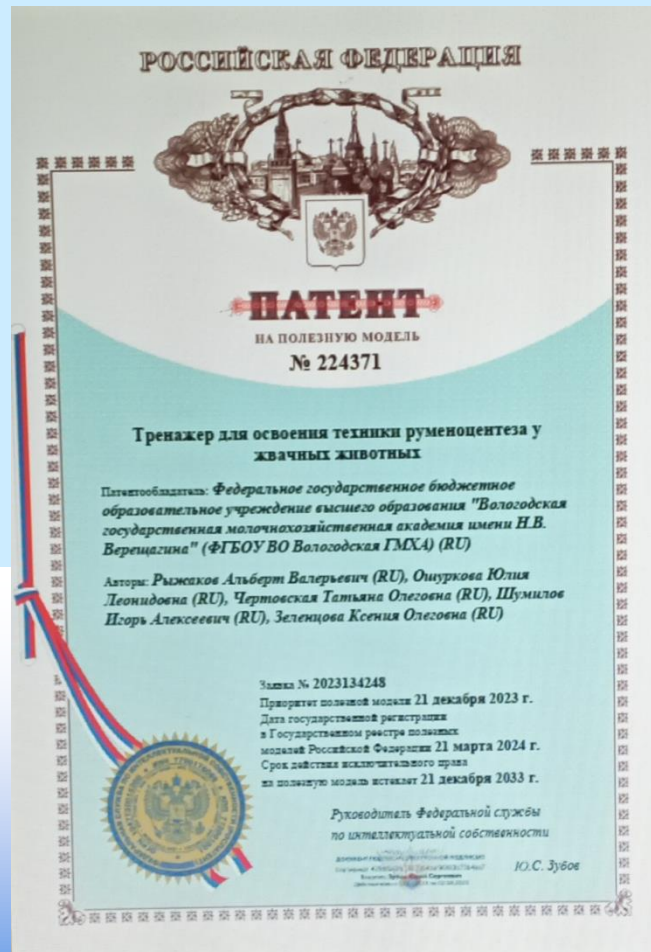 РОССИЙСКАЯ ФЕДЕРАЦИЯ
ПАТЕНТ
НА ПОЛЕЗНУЮ МОДЕЛЬ
№ 224371
Тренажер для освоения техники руменоцентеза у
жвачных животных
Патентообладатель: Федеральное государственное бюджетное
образовательное учреждение высшего образования "Вологодская
государственная молочнохозяйственная академия имени Н.В.
Верещагина" (ФГБОУ ВО Вологодская ГМХА) (RU)
Авторы: Рыжаков Альберт Валерьевич (RU), Ошуркова Юлия
Леонидовна (RU), Чертовская Татьяна Олеговна (RU), Шумилов
Игорь Алексеевич (RU), Зеленцова Ксения Олеговна (RU)
Заявка № 2023134248
Приоритет полезной модели 21 декабря 2023 г.
Дата государственной регистрации
в Государственном реестре полезных
моделей Российской Федерации 21 марта 2024 г.
Срок действия исключительного права
на полезную модель истекает 21 декабря 2033 г.
Руководитель Федеральной службы
по интеллектуальной собственности
ДОКУМЕНТ ПОДПИСАН ЭЛЕКТРОННОЙ ПОДПИСЬЮ
Ю.С. Зубов